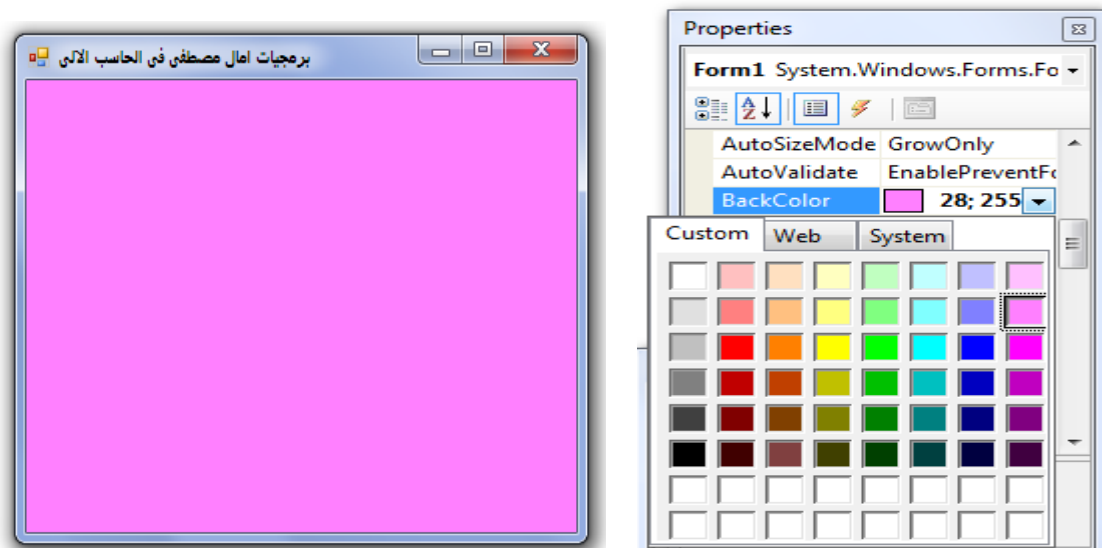 برمجيات امال مصطفى فى الحاسب الالى
Properties
Form1 System.Windows.Forms.Fo
AutoSizeMode GrowOnly
AutoValidate EnablePreventFo
BackColor 28; 255
Custom Web System